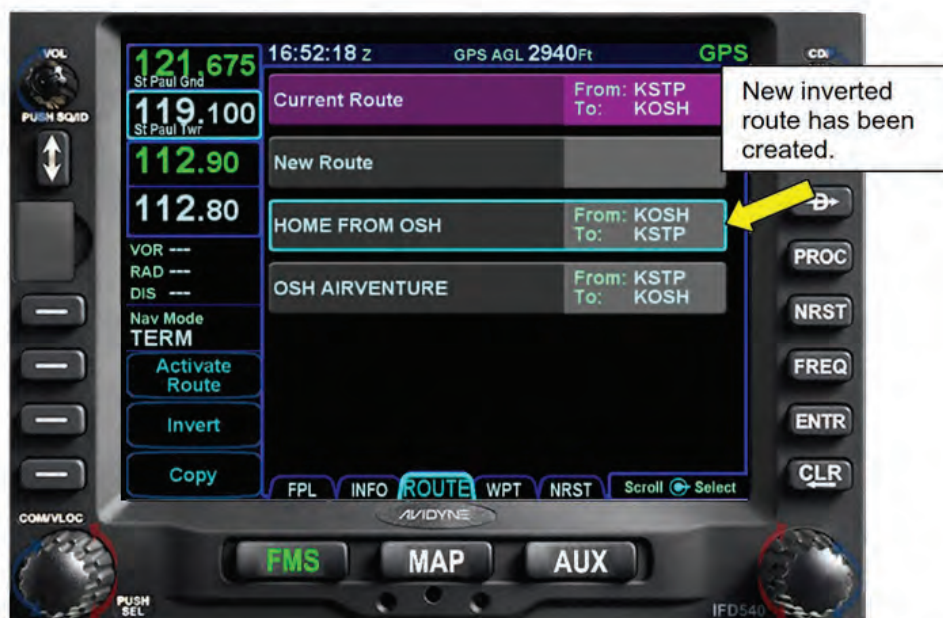 VOL
PUSH SQ/ID
121.675
St Paul Gnd
119.100
St Paul Twr
112.90
112.80
VOR ---
RAD ---
DIS ---
Nav Mode
TERM
Activate
Route
Invert
Copy
COM/VLOC
PUSH
SEL
16:52:18 Z GPS AGL 2940Ft GPS
Current Route From: KSTP
To: KOSH
New Route
HOME FROM OSH From: KOSH
To: KSTP
OSH AIRVENTURE From: KSTP
To: KOSH
FPL INFO ROUTE WPT NRST Scroll Select
AVIDYNE
FMS MAP AUX
CDI
New inverted
route has been
created.
D
PROC
NRST
FREQ
ENTR
CLR
IFD540